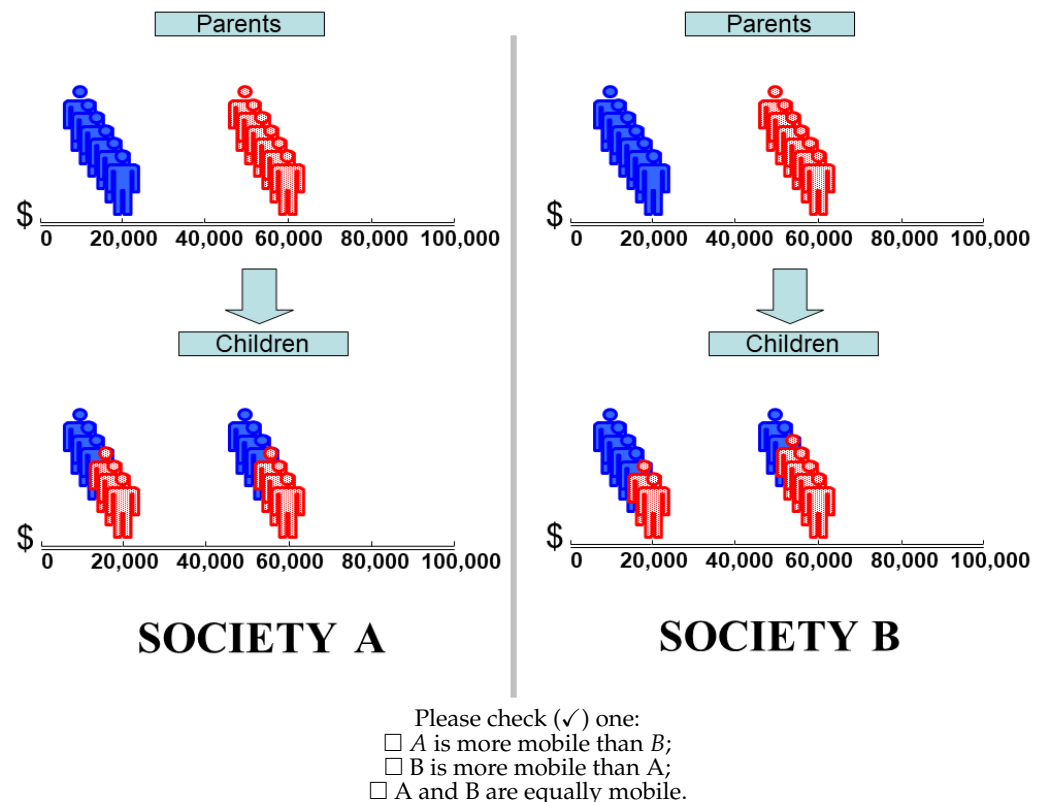 Parents
Parents
$
0 20,000 40,000 60,000 80,000 100,000
$
0 20,000 40,000 60,000 80,000 100,000
Children
Children
$
0 20,000 40,000 60,000 80,000 100,000
$
0 20,000 40,000 60,000 80,000 100,000
SOCIETY A
SOCIETY B
Please check (✓) one:
□ A is more mobile than B;
□ B is more mobile than A;
□ A and B are equally mobile.